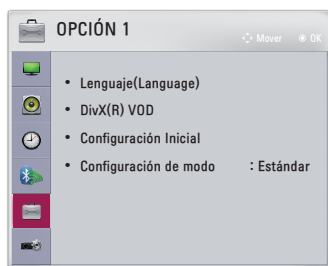 OPCIÓN 1
Mover
OK
• Lenguaje(Language)
• DivX(R) VOD
• Configuración Inicial
• Configuración de modo : Estándar